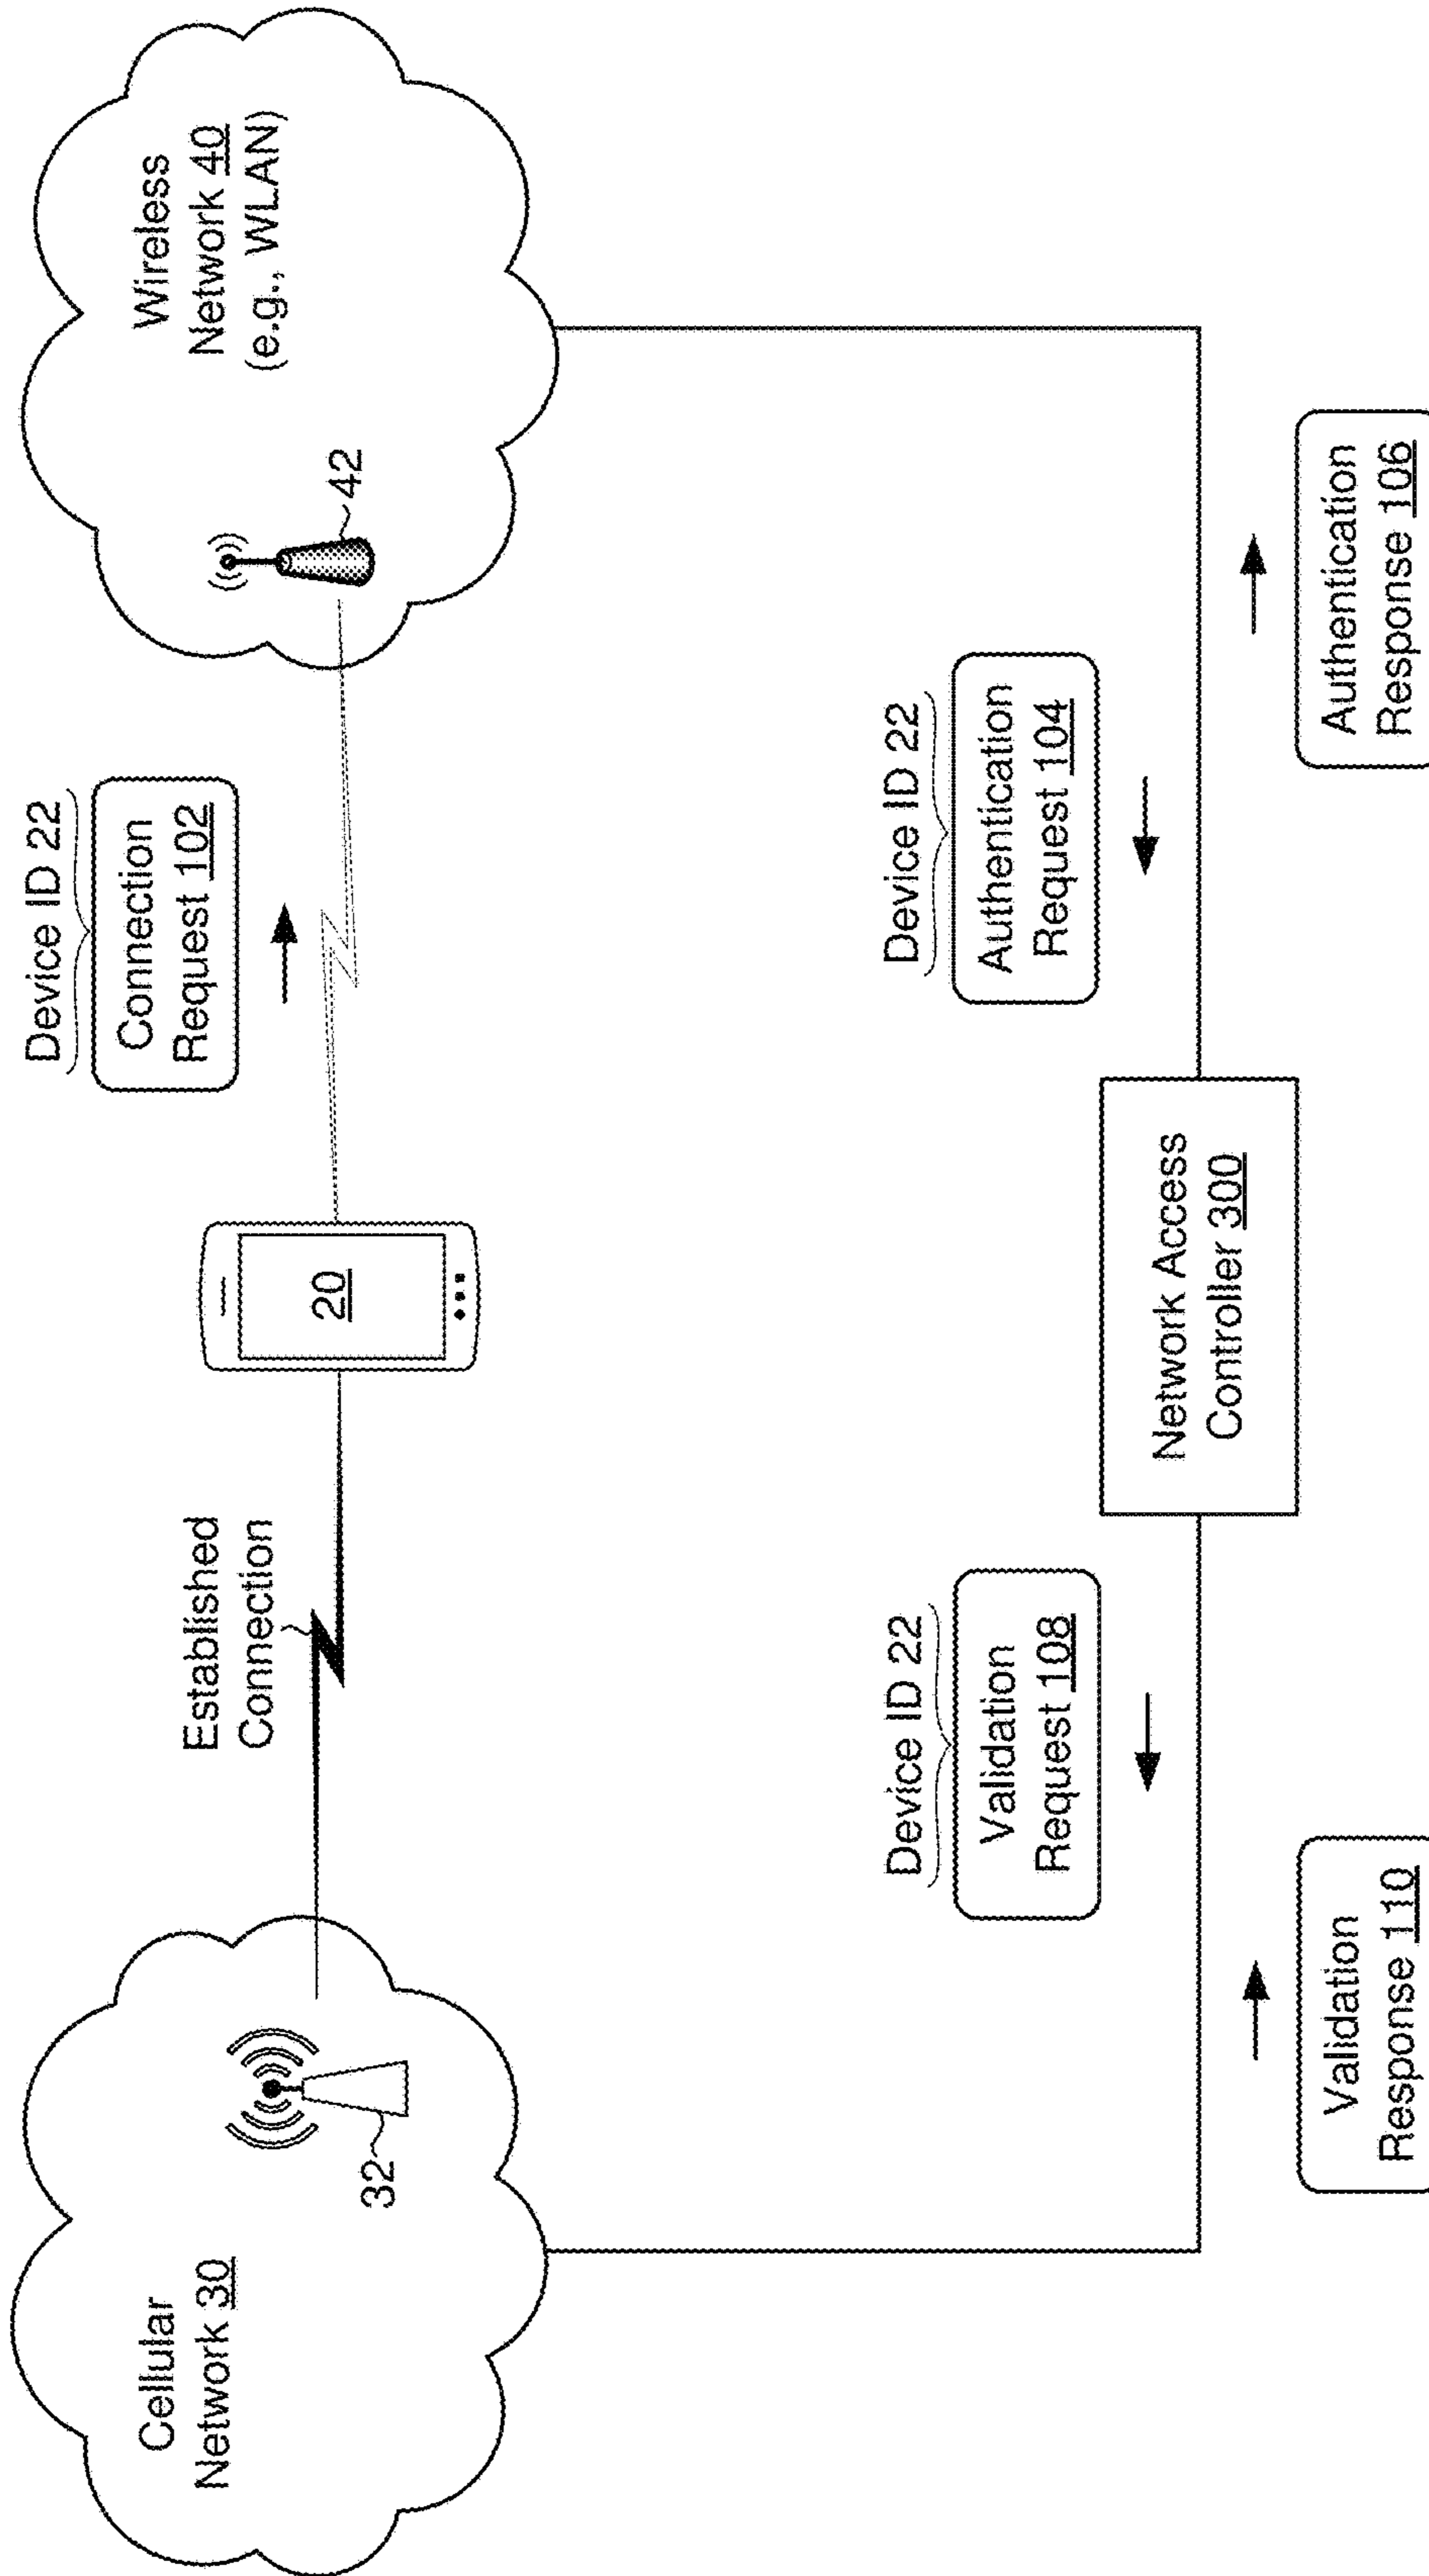 Cellular
Network 30
32
Established
Connection
20
Device ID 22
Connection
Request 102
42
Wireless
Network 40
(e.g., WLAN)
Device ID 22
Validation
Request 108
Validation
Response 110
Network Access
Controller 300
Device ID 22
Authentication
Request 104
Authentication
Response 106